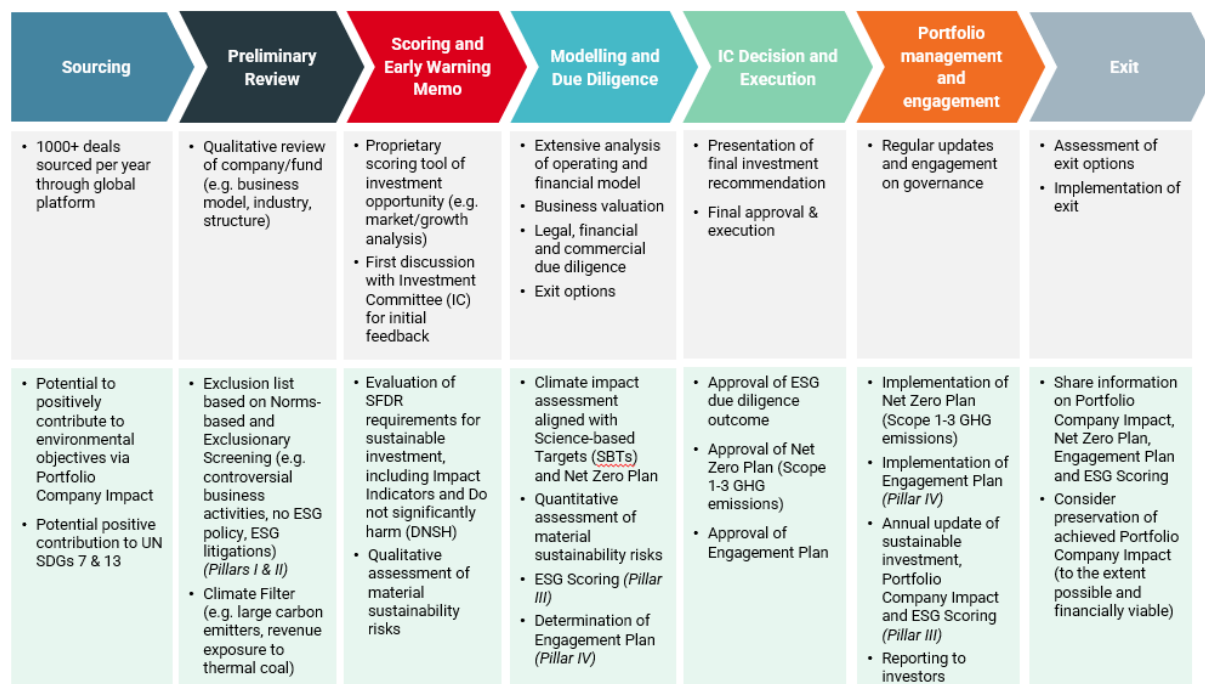 Sourcing
Preliminary
Review
Scoring and
Early Warning
Memo
Modelling and
Due Diligence
IC Decision and
Execution
Portfolio
management
and
engagement
Exit
• 1000+ deals
sourced per year
through global
platform
• Qualitative review
of company/fund
(e.g. business
model, industry,
structure)
• Proprietary
scoring tool of
investment
opportunity (e.g.
market/growth
analysis)
• First discussion
with Investment
Committee (IC)
for initial
feedback
• Extensive analysis
of operating and
financial model
• Business valuation
• Legal, financial
and commercial
due diligence
• Exit options
• Presentation of
final investment
recommendation
• Final approval &
execution
• Regular updates
and engagement
on governance
• Assessment of
exit options
• Implementation of
exit
• Potential to
positively
contribute to
environmental
objectives via
Portfolio
Company Impact
• Potential positive
contribution to UN
SDGs 7 & 13
• Exclusion list
based on Norms-
based and
Exclusionary
Screening (e.g.
controversial
business
activities, no ESG
policy, ESG
litigations)
(Pillars I & II)
• Climate Filter
(e.g. large carbon
emitters, revenue
exposure to
thermal coal)
• Evaluation of
SFDR
requirements for
sustainable
investment,
including Impact
Indicators and Do
not significantly
harm (DNSH)
• Qualitative
assessment of
material
sustainability
risks
• Climate impact
assessment
aligned with
Science-based
Targets (SBTs)
and Net Zero Plan
• Quantitative
assessment of
material
sustainability risks
• ESG Scoring (Pillar
III)
• Determination of
Engagement Plan
(Pillar IV)
• Approval of ESG
due diligence
outcome
• Approval of Net
Zero Plan (Scope
1-3 GHG
emissions)
• Approval of
Engagement Plan
• Implementation of
Net Zero Plan
(Scope 1-3 GHG
emissions)
• Implementation of
Engagement Plan
(Pillar IV)
• Annual update of
sustainable
investment,
Portfolio
Company Impact
and ESG Scoring
(Pillar III)
• Reporting to
investors
• Share information
on Portfolio
Company Impact,
Net Zero Plan,
Engagement Plan
and ESG Scoring
• Consider
preservation of
achieved Portfolio
Company Impact
(to the extent
possible and
financially viable)